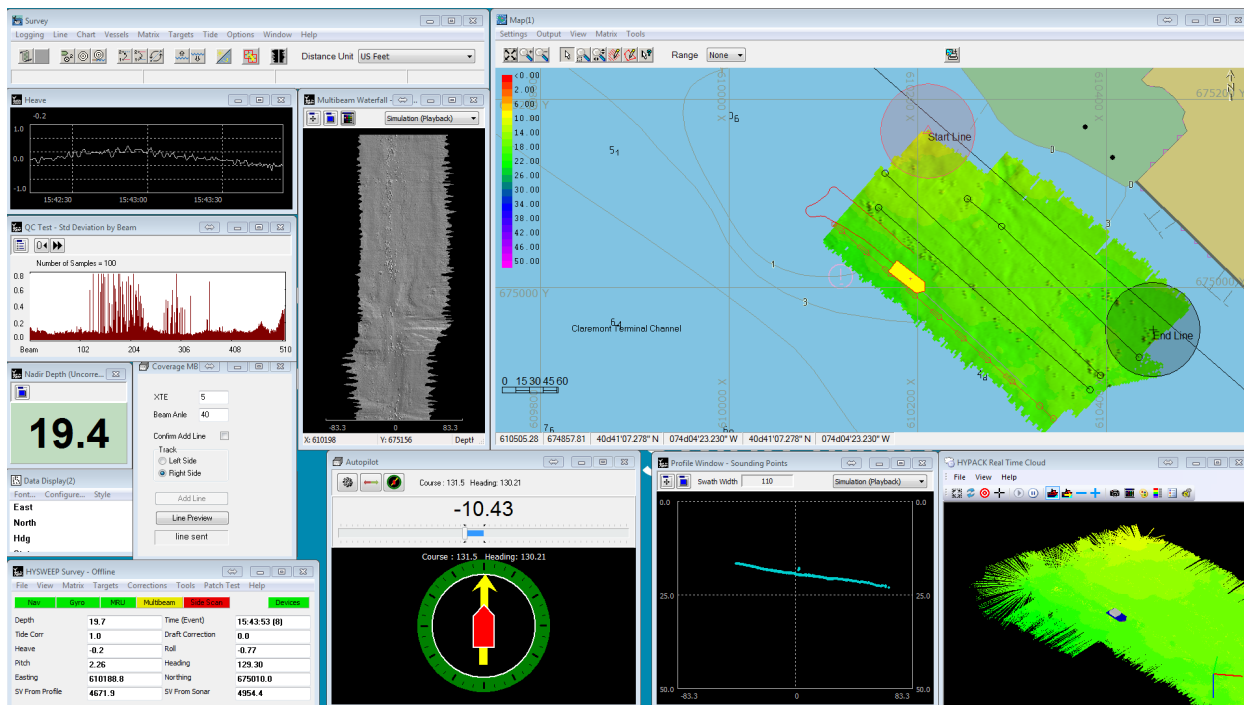 Survey
Logging Line Chart Vessels Matrix Targets Tide Options Window Help
Distance Unit US Feet
Heave
-0.2
1.0
0.0
-1.0
15:42:30 15:43:00 15:43:30
QC Test - Std Deviation by Beam
Number of Samples = 100
0.8
0.6
0.4
0.2
0.0
Beam 102 204 306 408 510
Nadir Depth (Uncorre...
19.4
Data Display(2)
Font... Configure... Style
East
North
Hdg
Coverage MB
XTE 5
Beam Anle 40
Confirm Add Line
Track
Left Side
Right Side
Add Line
Line Preview
line sent
Multibeam Waterfall - ...
Simulation (Playback)
-83.3 0 83.3
X: 610198 Y: 675156 Depth
Map(1)
Settings Output View Matrix Tools
Range None
<0.00
2.00
4.00
6.00
10.00
14.00
18.00
22.00
26.00
30.00
34.00
38.00
42.00
46.00
50.00
675200 Y
675000 Y
675000
610000 X
610200 X
610400 X
Start Line
End Line
Claremont Terminal Channel
0 15 30 45 60
610505.28 674857.81 40d41'07.278" N 074d04'23.230" W 40d41'07.278" N 074d04'23.230" W
HYSWEEP Survey - Offline
File View Matrix Targets Corrections Tools Patch Test Help
Nav Gyro MRU Multibeam Side Scan Devices
Depth 19.7 Time (Event) 15:43:53 (8)
Tide Corr 1.0 Draft Correction 0.0
Heave -0.2 Roll -0.77
Pitch 2.26 Heading 129.30
Easting 610188.8 Northing 675010.0
SV From Profile 4671.9 SV From Sonar 4954.4
Autopilot
Course : 131.5 Heading: 130.21
-10.43
Course : 131.5 Heading: 130.21
Profile Window - Sounding Points
Swath Width 110 Simulation (Playback)
0.0 0.0
25.0 25.0
50.0 50.0
-83.3 0 83.3
HYPACK Real Time Cloud
File View Help